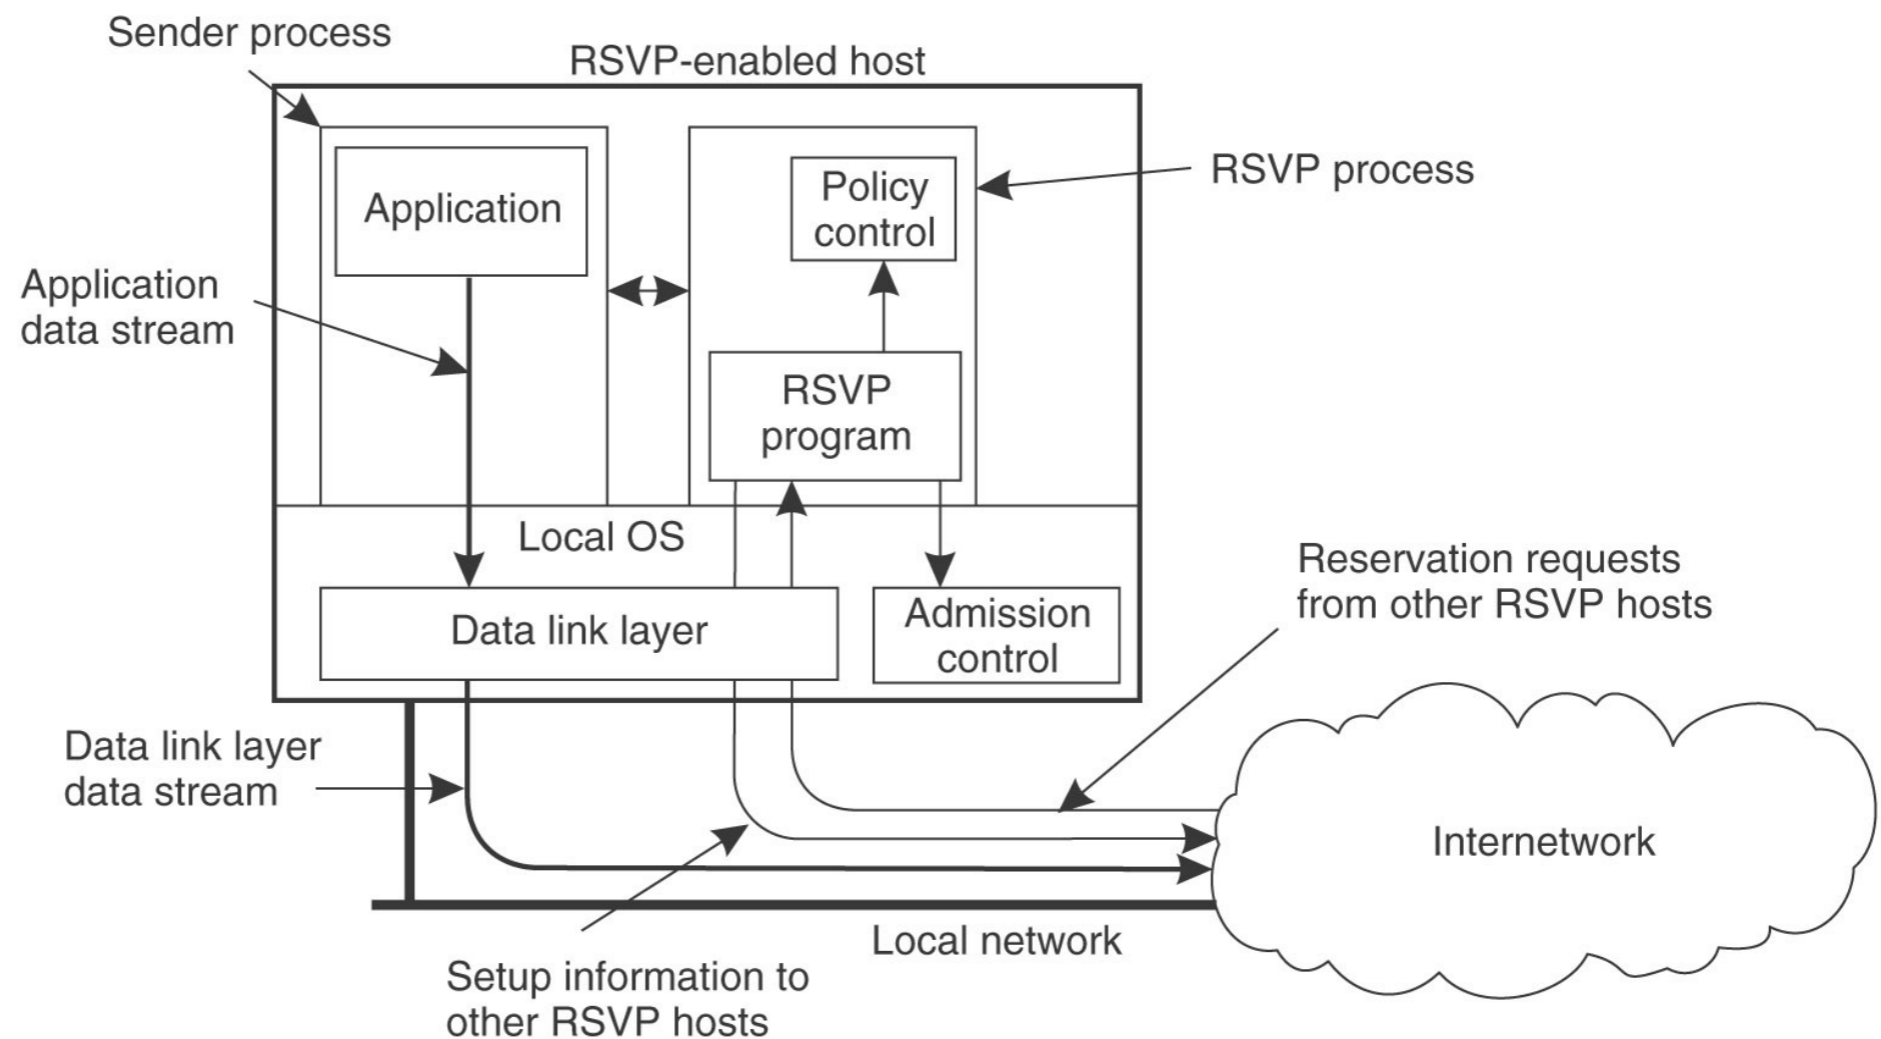 Sender process
RSVP-enabled host
Application
Policy
control
RSVP process
Application
data stream
RSVP
program
Local OS
Data link layer
Admission
control
Reservation requests
from other RSVP hosts
Data link layer
data stream
Internetwork
Local network
Setup information to
other RSVP hosts